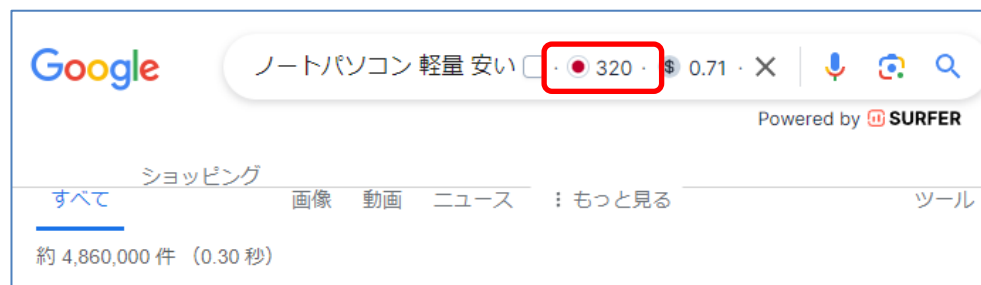 Google ノートパソコン 軽量 安い · 320 · $ 0.71 · ×
Powered by SURFER
ショッピング
すべて 画像 動画 ニュース ⋮ もっと見る ツール
約 4,860,000 件 (0.30 秒)